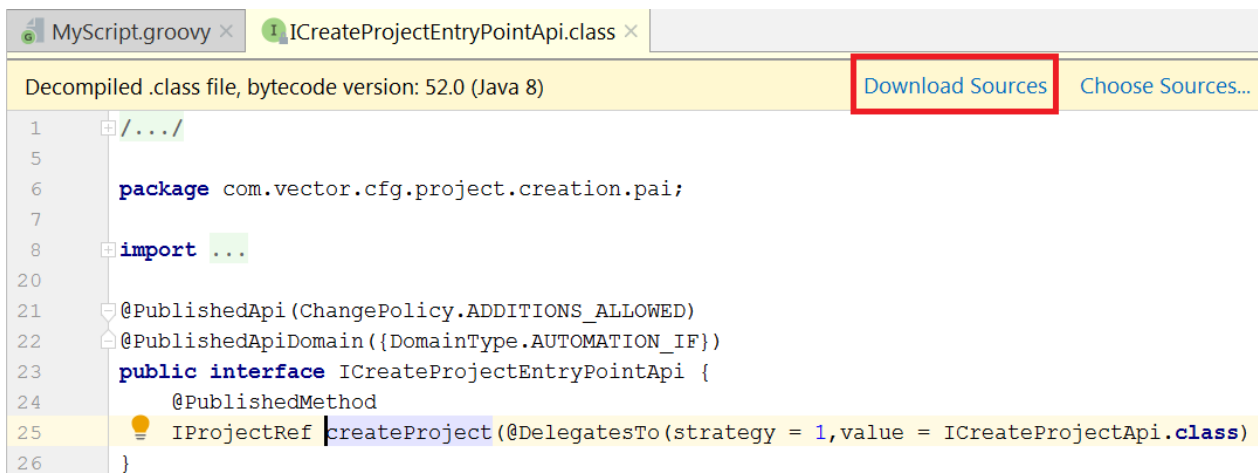 G MyScript.groovy × I ICreateProjectEntryPointApi.class ×
Decompiled .class file, bytecode version: 52.0 (Java 8) Download Sources Choose Sources...
1 /.../
5
6 package com.vector.cfg.project.creation.pai;
7
8 import ...
20
21 @PublishedApi(ChangePolicy.ADDITIONS_ALLOWED)
22 @PublishedApiDomain({DomainType.AUTOMATION_IF})
23 public interface ICreateProjectEntryPointApi {
24 @PublishedMethod
25 IProjectRef createProject(@DelegatesTo(strategy = 1,value = ICreateProjectApi.class)
26 }